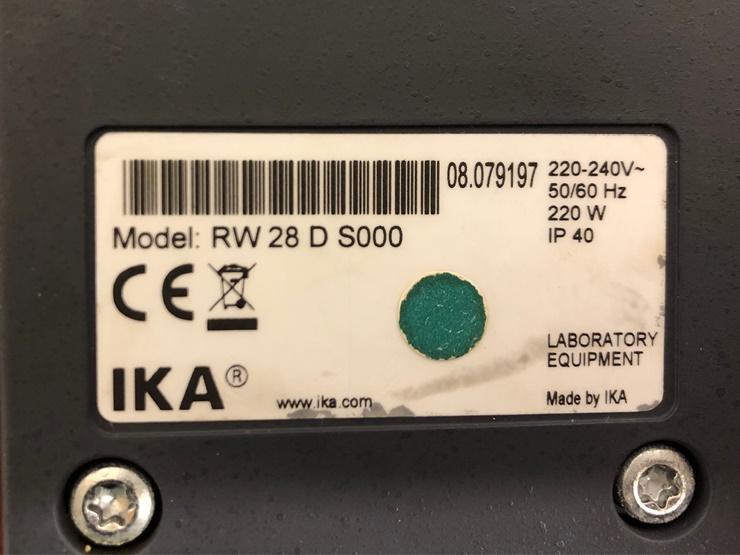 08.079197
220-240V~
50/60 Hz
220 W
IP 40
Model: RW 28 D S000
CE
LABORATORY
EQUIPMENT
IKA®
www.ika.com
Made by IKA